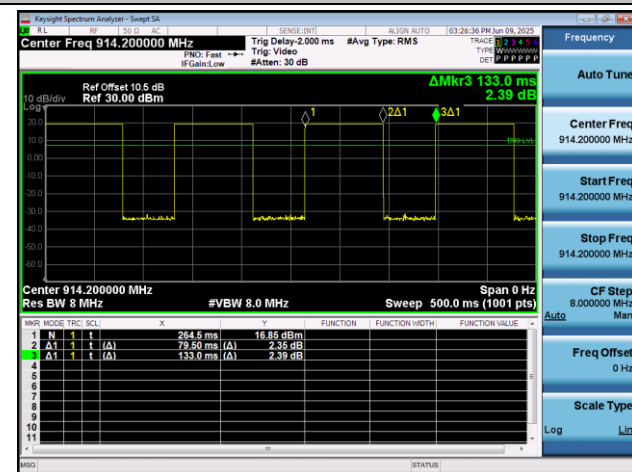 Keysight Spectrum Analyzer - Swept SA
RL RF 50 Ω AC SENSE:INT ALIGN AUTO 03:26:36 PM Jun 09, 2025
Center Freq 914.200000 MHz PNO: Fast Trig Delay-2.000 ms #Avg Type: RMS TRACE 1 2 3 4 5 6
Trig: Video TYPE WWWWWW
IFGain:Low #Atten: 30 dB DET P P P P P P
ΔMkr3 133.0 ms
2.39 dB
Ref Offset 10.5 dB
10 dB/div Ref 30.00 dBm
Log
1 2Δ1 3Δ1
20.0
10.0
TRIG LVL
0.00
-10.0
-20.0
-30.0
-40.0
-50.0
-60.0
Center 914.200000 MHz Span 0 Hz
Res BW 8 MHz #VBW 8.0 MHz Sweep 500.0 ms (1001 pts)
MKR MODE TRC SCL X Y FUNCTION FUNCTION WIDTH FUNCTION VALUE
1 N 1 t 264.5 ms 16.85 dBm
2 Δ1 1 t (Δ) 79.50 ms (Δ) 2.35 dB
3 Δ1 1 t (Δ) 133.0 ms (Δ) 2.39 dB
4
5
6
7
8
9
10
11
MSG STATUS
Frequency
Auto Tune
Center Freq
914.200000 MHz
Start Freq
914.200000 MHz
Stop Freq
914.200000 MHz
CF Step
8.000000 MHz
Auto Man
Freq Offset
0 Hz
Scale Type
Log Lin